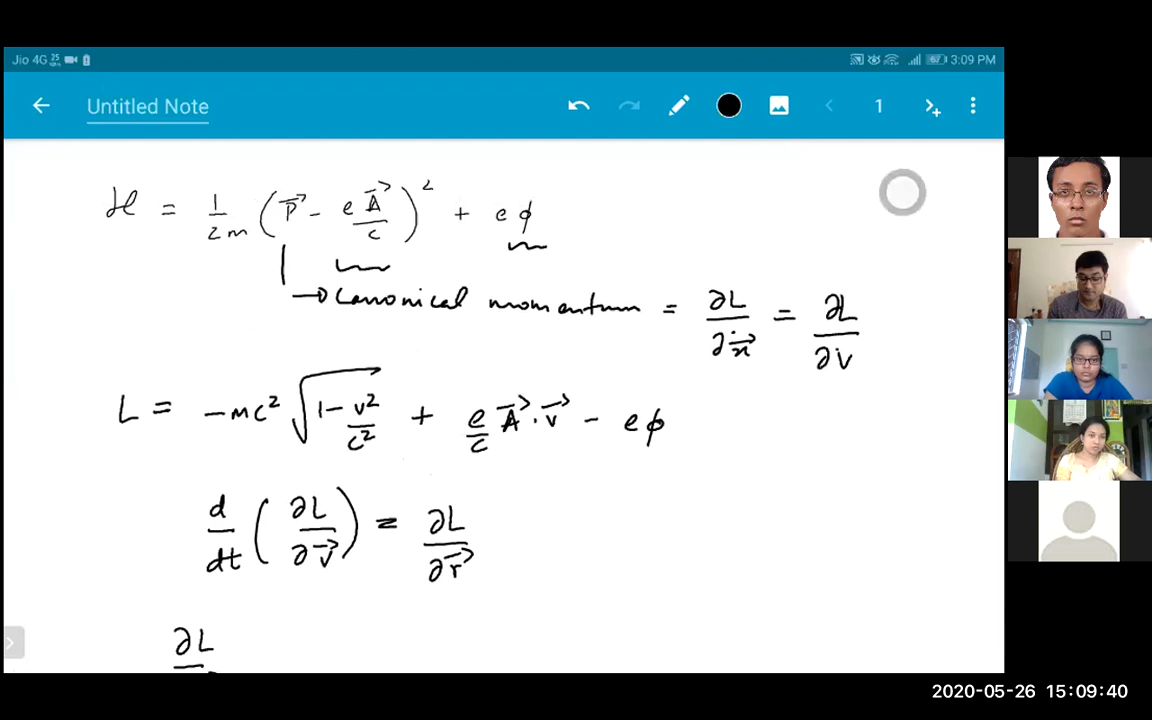 Jio 4G 3:09 PM
Untitled Note 1
ℋ = 1/2m (P⃗ - eA⃗/c)² + eφ
→ Canonical momentum = ∂L/∂ẋ⃗ = ∂L/∂v̇
L = -mc² √(1 - v²/c²) + e/c A⃗·v⃗ - eφ
d/dt (∂L/∂v⃗) = ∂L/∂r⃗
∂L
2020-05-26 15:09:40